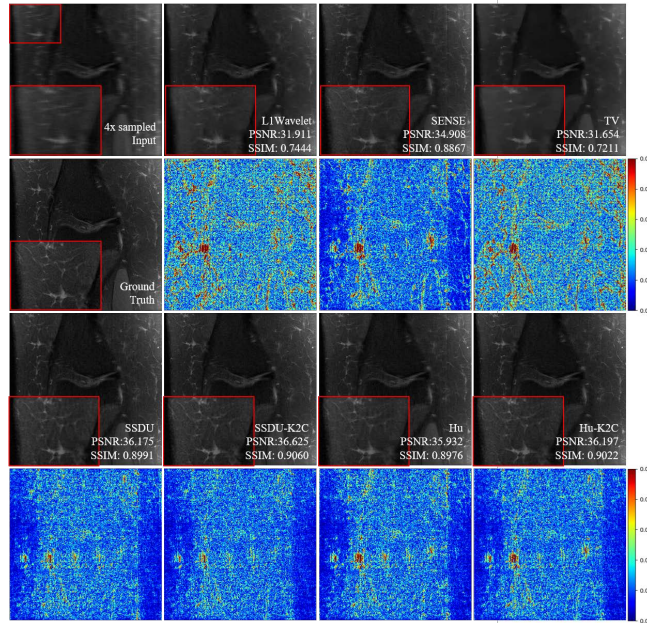 4x sampled
Input
L1Wavelet
PSNR:31.911
SSIM: 0.7444
SENSE
PSNR:34.908
SSIM: 0.8867
TV
PSNR:31.654
SSIM: 0.7211
Ground
Truth
SSDU
PSNR:36.175
SSIM: 0.8991
SSDU-K2C
PSNR:36.625
SSIM: 0.9060
Hu
PSNR:35.932
SSIM: 0.8976
Hu-K2C
PSNR:36.197
SSIM: 0.9022